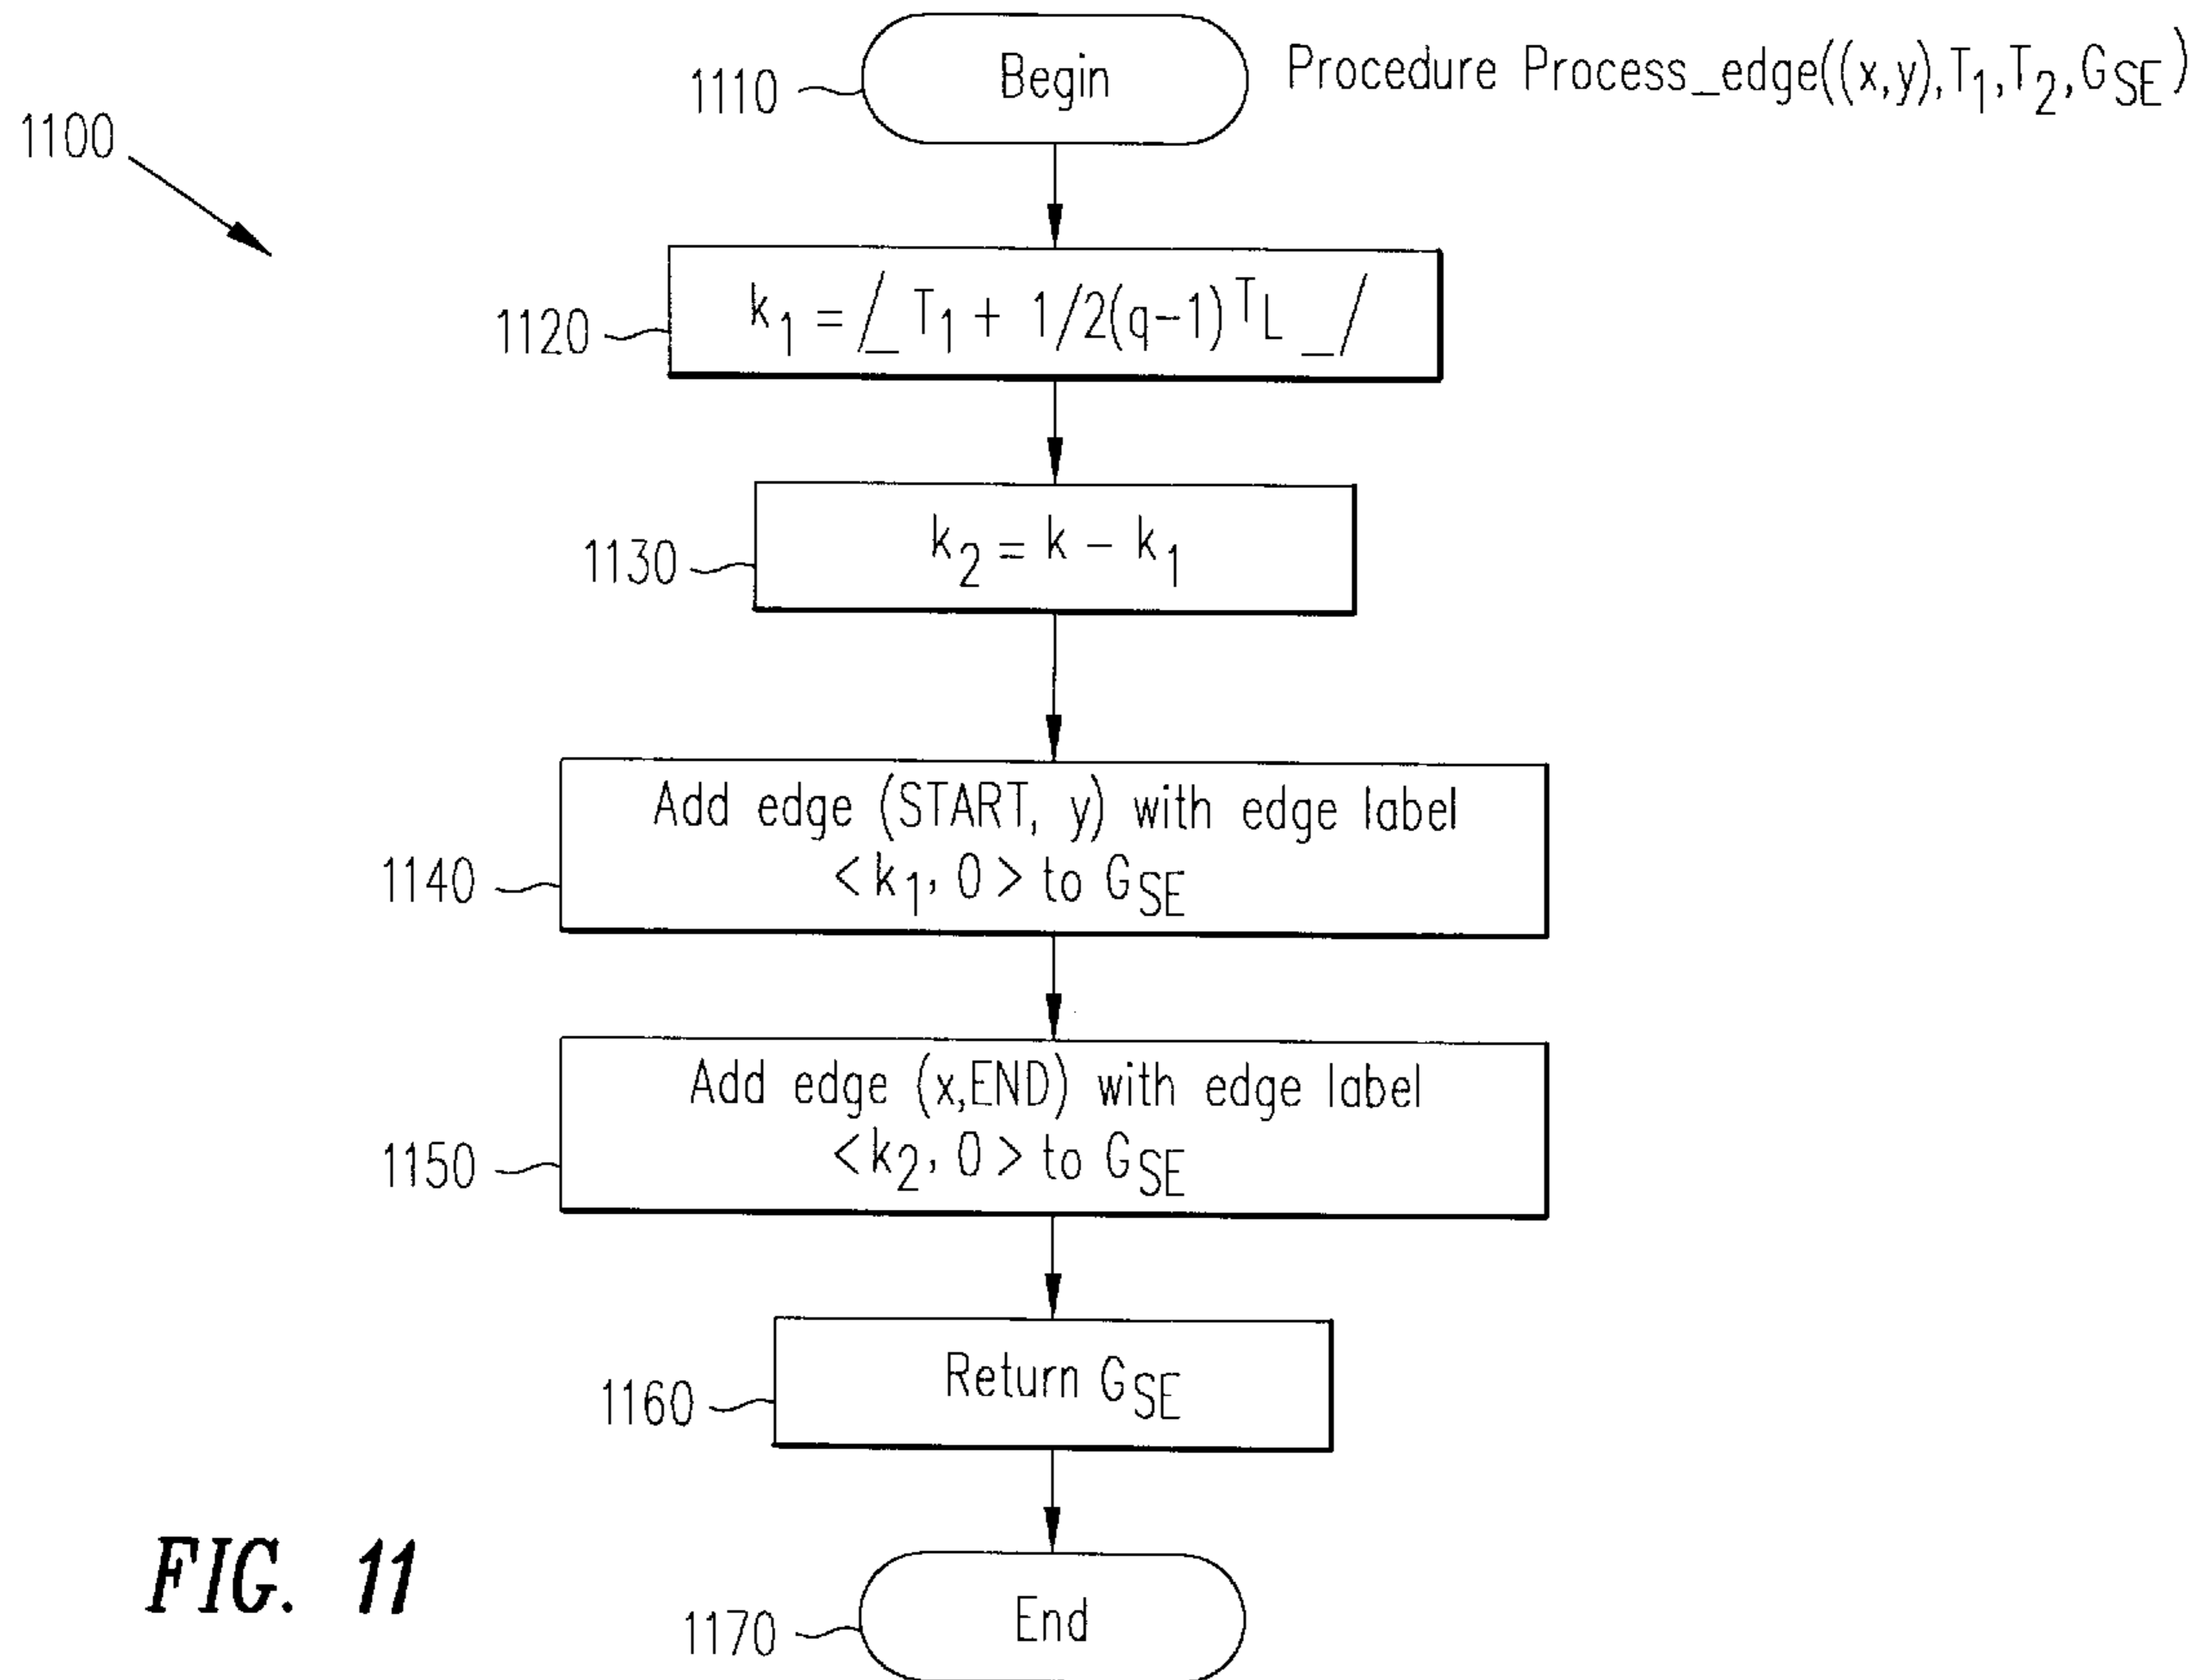 Procedure Process_edge((x,y),T1,T2,GSE)
1100
1110
Begin
1120
k1 = /_ T1 + 1/2(q-1) TL _/
1130
k2 = k - k1
1140
Add edge (START, y) with edge label
<k1, 0> to GSE
1150
Add edge (x,END) with edge label
<k2, 0> to GSE
1160
Return GSE
1170
End
FIG. 11